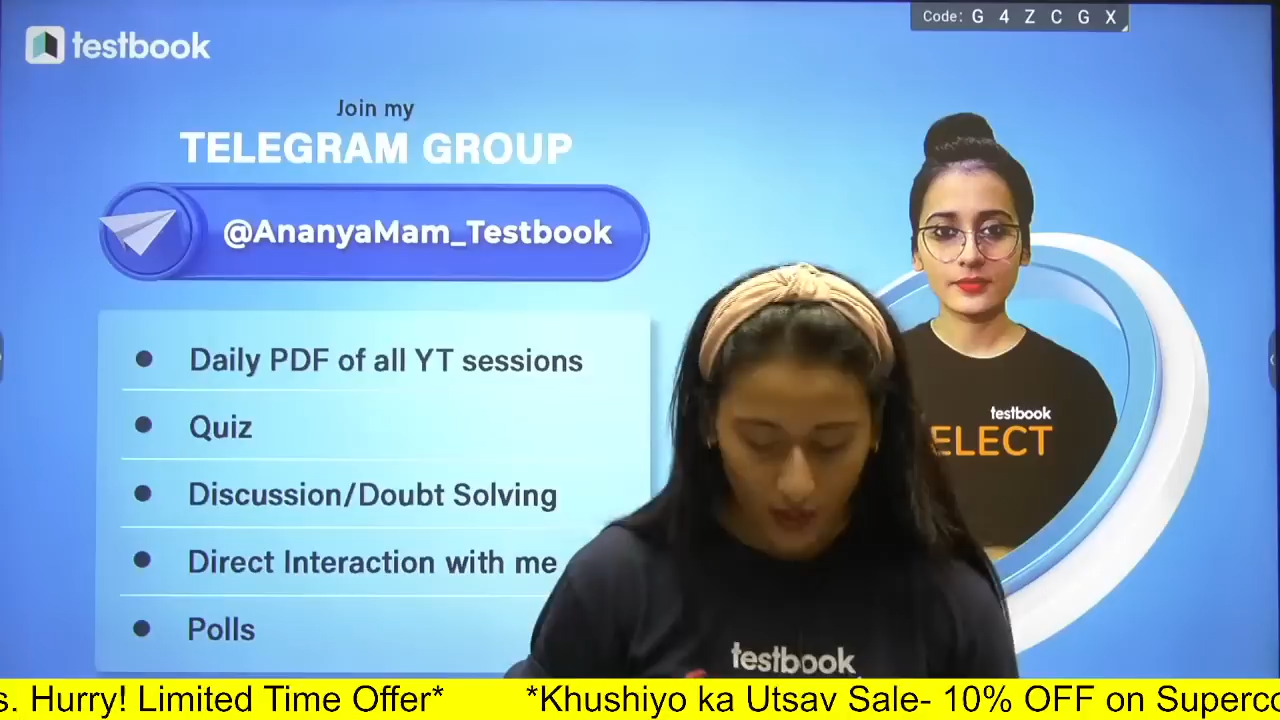 Code: G 4 Z C G X
testbook
Join my
TELEGRAM GROUP
@AnanyaMam_Testbook
Daily PDF of all YT sessions
Quiz
Discussion/Doubt Solving
Direct Interaction with me
Polls
testbook
ELECT
testbook
s. Hurry! Limited Time Offer* *Khushiyo ka Utsav Sale- 10% OFF on Superco